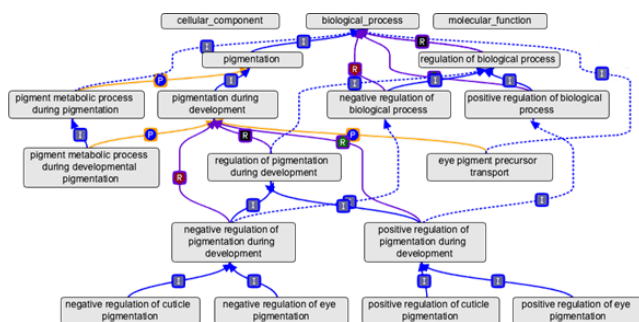 cellular_component
biological_process
molecular_function
I
I
I
R
I
pigmentation
regulation of biological process
P
I
R
I
I
I
pigment metabolic process
during pigmentation
pigmentation during
development
negative regulation of
biological process
positive regulation of biological
process
I
P
R
P
R
pigment metabolic process
during developmental
pigmentation
regulation of pigmentation
during development
eye pigment precursor
transport
R
I
I
I
I
negative regulation of
pigmentation during
development
positive regulation of
pigmentation during
development
I
I
I
I
negative regulation of cuticle
pigmentation
negative regulation of eye
pigmentation
positive regulation of cuticle
pigmentation
positive regulation of eye
pigmentation